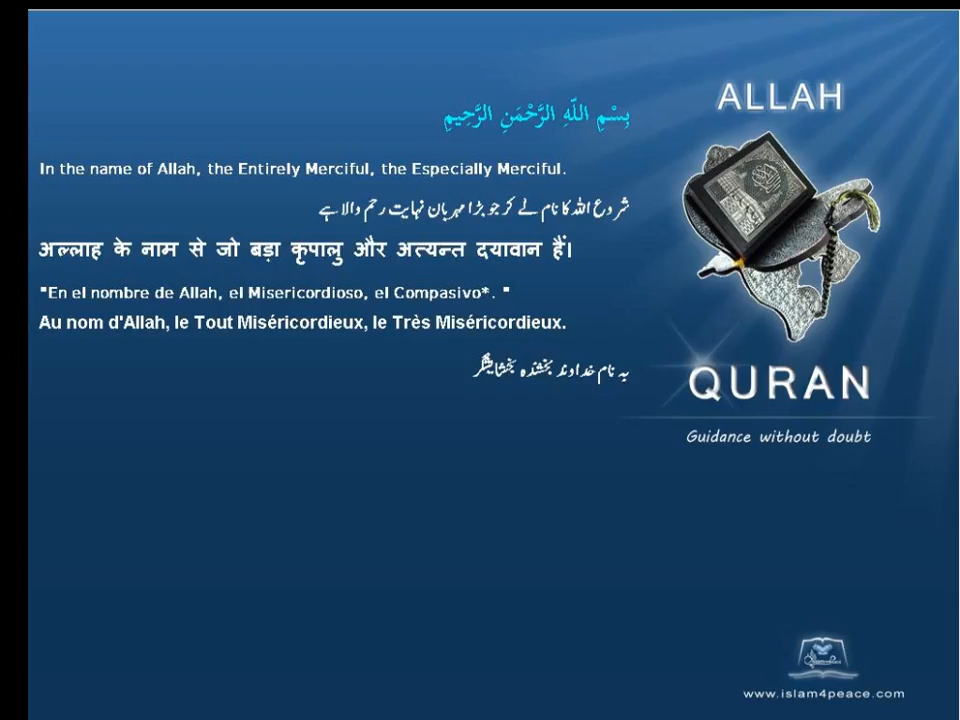 بِسْمِ اللَّهِ الرَّحْمَنِ الرَّحِيمِ
In the name of Allah, the Entirely Merciful, the Especially Merciful.
شروع الله کا نام لے کر جو بڑا مہربان نہایت رحم والا ہے
अल्लाह के नाम से जो बड़ा कृपालु और अत्यन्त दयावान हैं।
"En el nombre de Allah, el Misericordioso, el Compasivo*. "
Au nom d'Allah, le Tout Miséricordieux, le Très Miséricordieux.
به نام خداوند بخشنده بخشایشگر
ALLAH
QURAN
Guidance without doubt
www.islam4peace.com